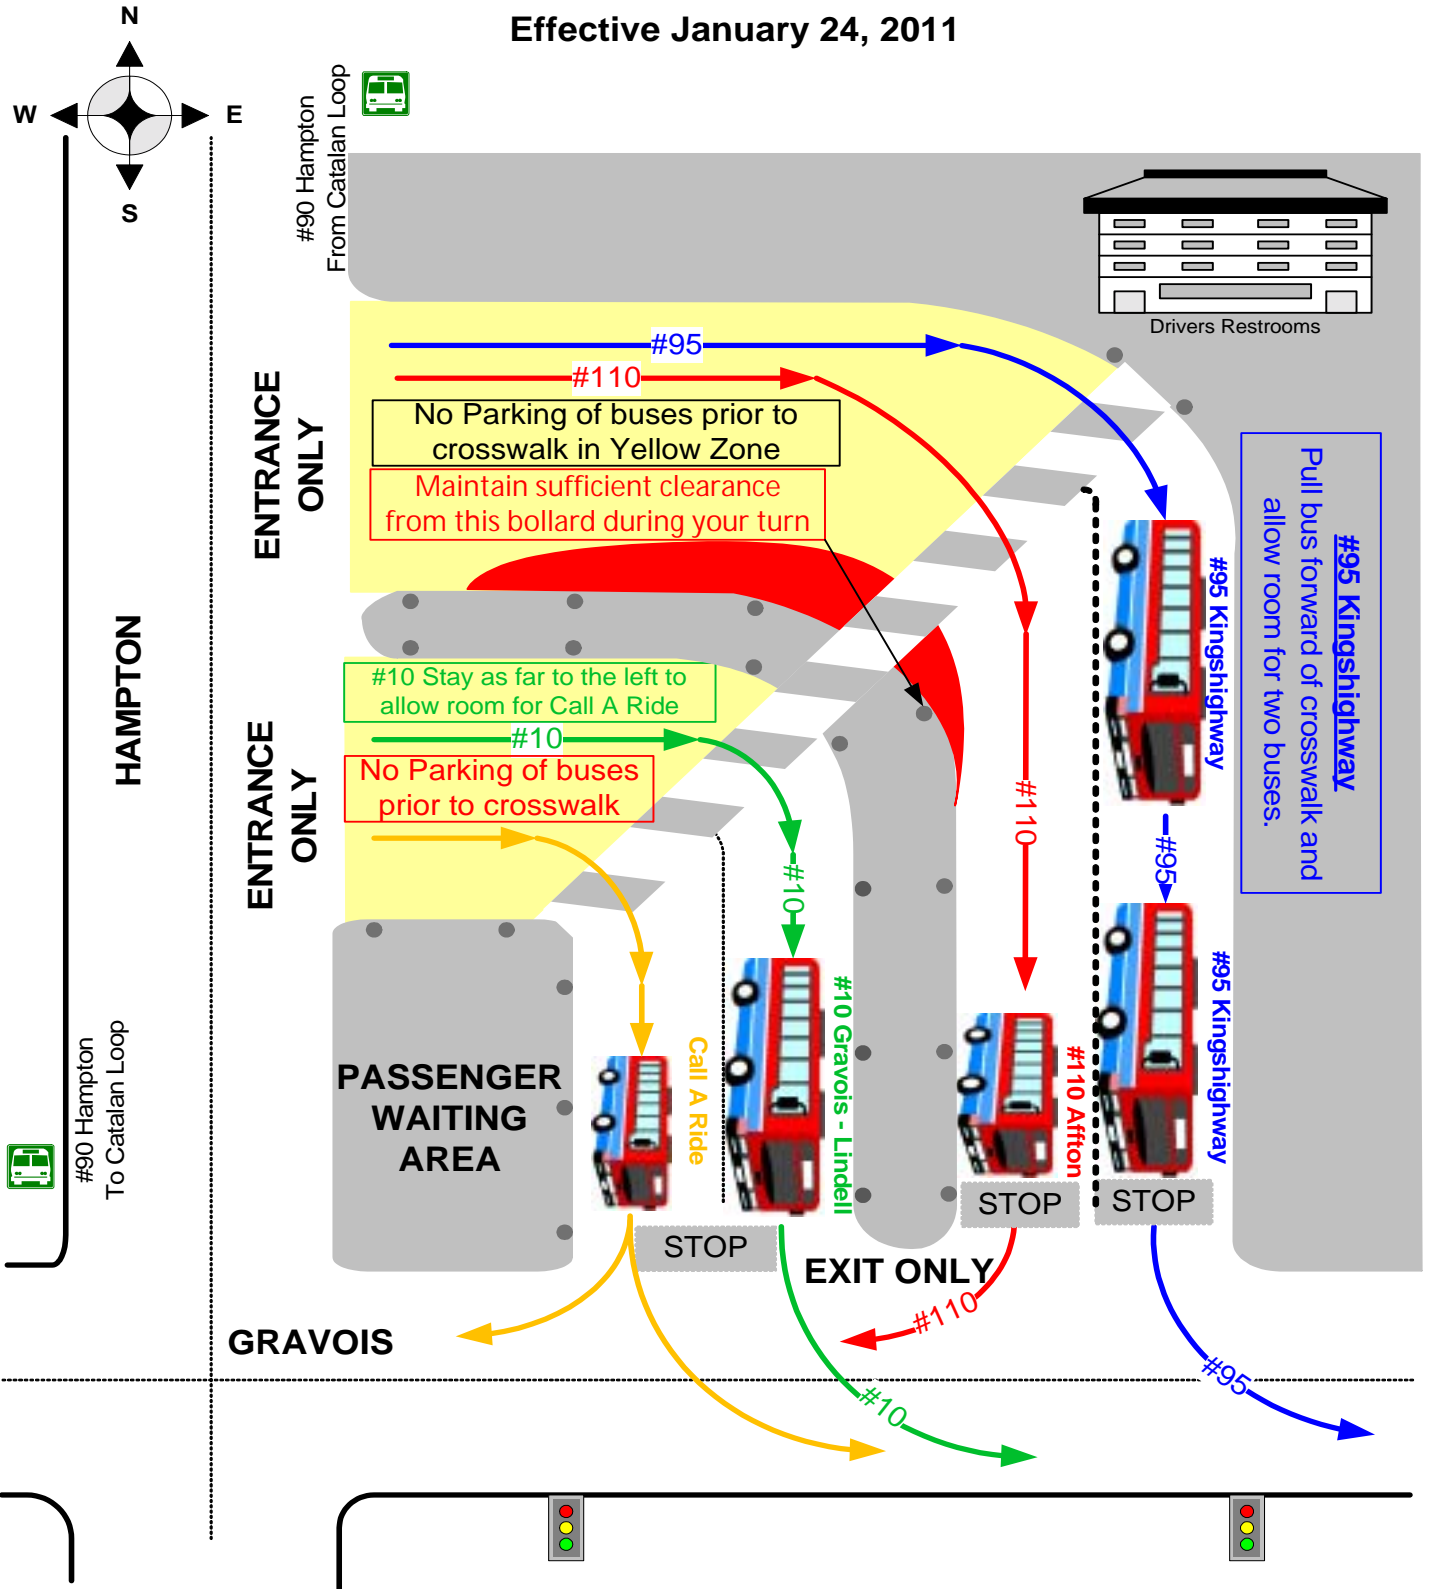 Effective January 24, 2011
N
W
E
S
#90 Hampton
From Catalan Loop
Drivers Restrooms
ENTRANCE
ONLY
#95
#110
No Parking of buses prior to
crosswalk in Yellow Zone
Maintain sufficient clearance
from this bollard during your turn
#95 Kingshighway
Pull bus forward of crosswalk and
allow room for two buses.
#95 Kingshighway
HAMPTON
#10 Stay as far to the left to
allow room for Call A Ride
#10
ENTRANCE
ONLY
No Parking of buses
prior to crosswalk
#110
#95
#10
#95 Kingshighway
#10 Gravois - Lindell
Call A Ride
#110 Affton
#90 Hampton
To Catalan Loop
PASSENGER
WAITING
AREA
STOP
STOP
STOP
EXIT ONLY
#110
GRAVOIS
#95
#10